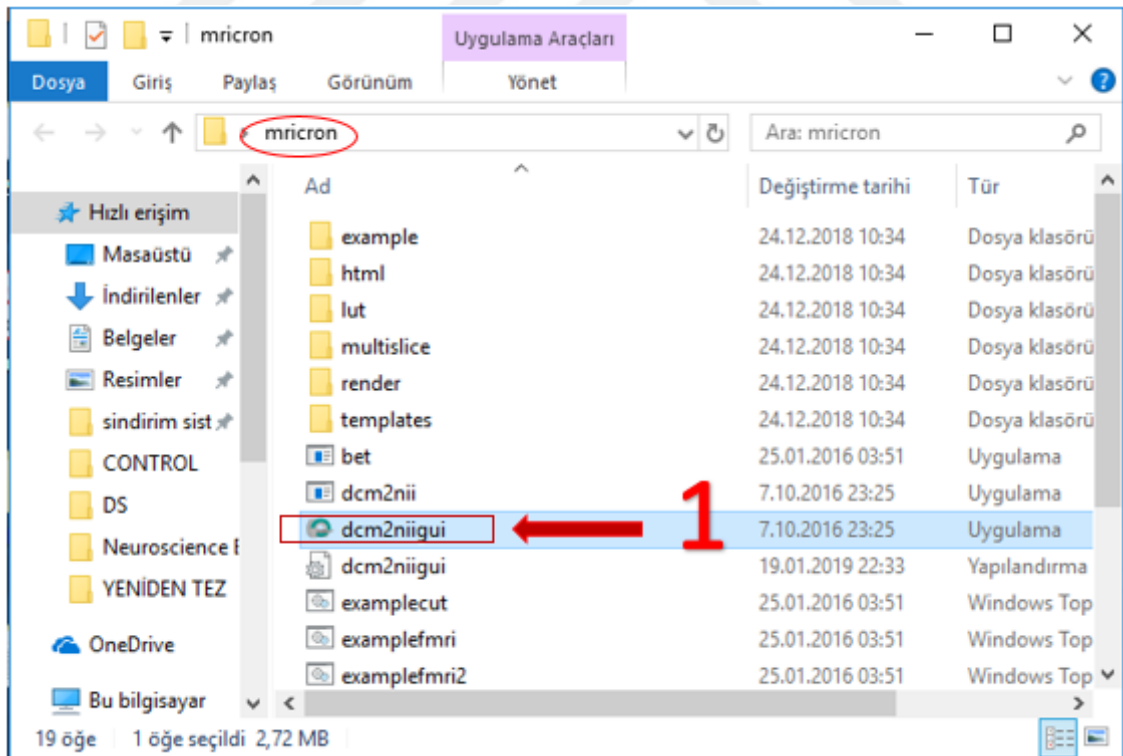 mricron
Uygulama Araçları
Dosya Giriş Paylaş Görünüm Yönet
mricron Ara: mricron
Ad Değiştirme tarihi Tür
Hızlı erişim
Masaüstü
İndirilenler
Belgeler
Resimler
sindirim sist
CONTROL
DS
Neuroscience E
YENİDEN TEZ
OneDrive
Bu bilgisayar
example 24.12.2018 10:34 Dosya klasörü
html 24.12.2018 10:34 Dosya klasörü
lut 24.12.2018 10:34 Dosya klasörü
multislice 24.12.2018 10:34 Dosya klasörü
render 24.12.2018 10:34 Dosya klasörü
templates 24.12.2018 10:34 Dosya klasörü
bet 25.01.2016 03:51 Uygulama
dcm2nii 7.10.2016 23:25 Uygulama
dcm2niigui 1 7.10.2016 23:25 Uygulama
dcm2niigui 19.01.2019 22:33 Yapılandırma
examplecut 25.01.2016 03:51 Windows Top
examplefmri 25.01.2016 03:51 Windows Top
examplefmri2 25.01.2016 03:51 Windows Top
19 öğe 1 öğe seçildi 2,72 MB